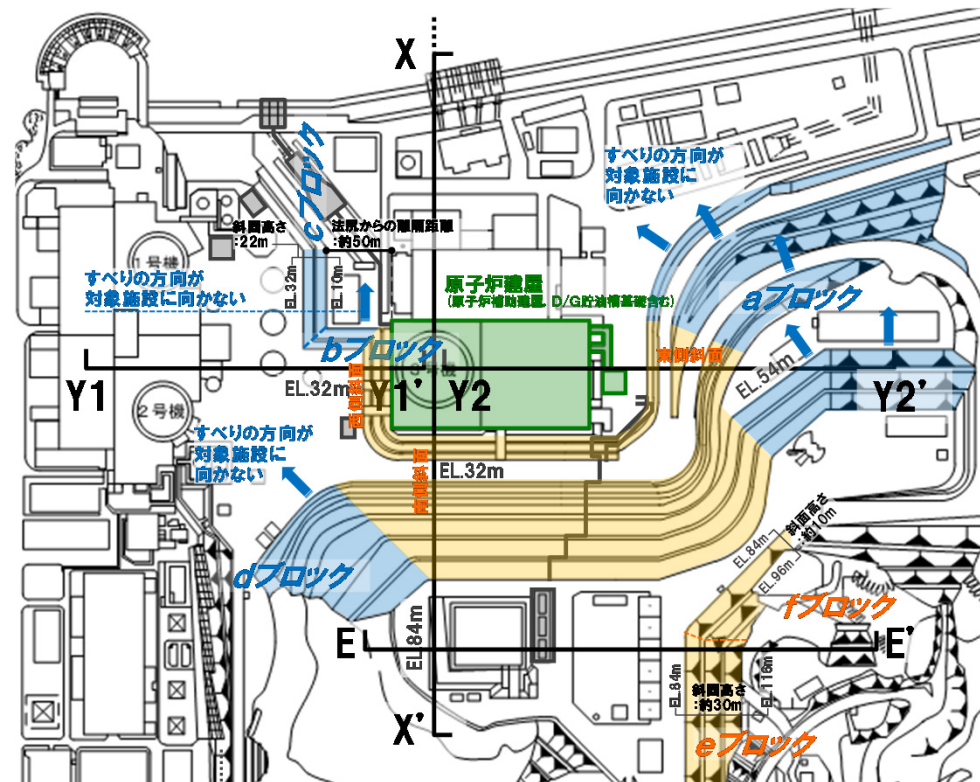 X
すべりの方向が
対象施設に
向かない
cブロック
斜面高さ
:22m
法尻からの離隔距離
:約50m
1号機
EL.32m
EL.10m
すべりの方向が
対象施設に向かない
原子炉建屋
(原子炉補助建屋、D/G貯油槽基礎含む)
aブロック
bブロック
3号機
東側斜面
EL.54m
Y1
EL.32m
西側斜面
Y1'
Y2
Y2'
2号機
すべりの方向が
対象施設に
向かない
EL.32m
南側斜面
斜面高さ
:約10m
EL.84m
EL.96m
dブロック
fブロック
E
EL.84m
E'
EL.84m
斜面高さ
:約30m
EL.116m
X'
eブロック